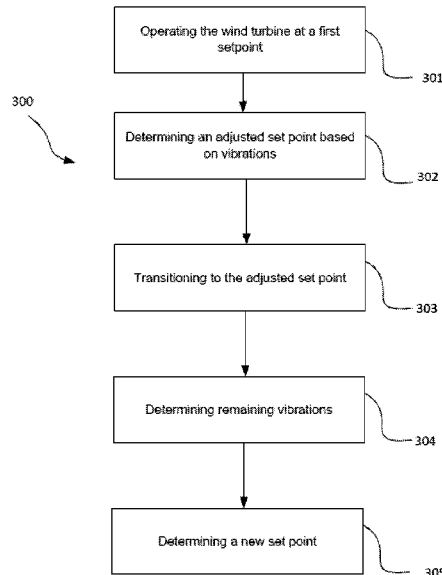 Operating the wind turbine at a first
setpoint
301
300
Determining an adjusted set point based
on vibrations
302
Transitioning to the adjusted set point
303
Determining remaining vibrations
304
Determining a new set point
305